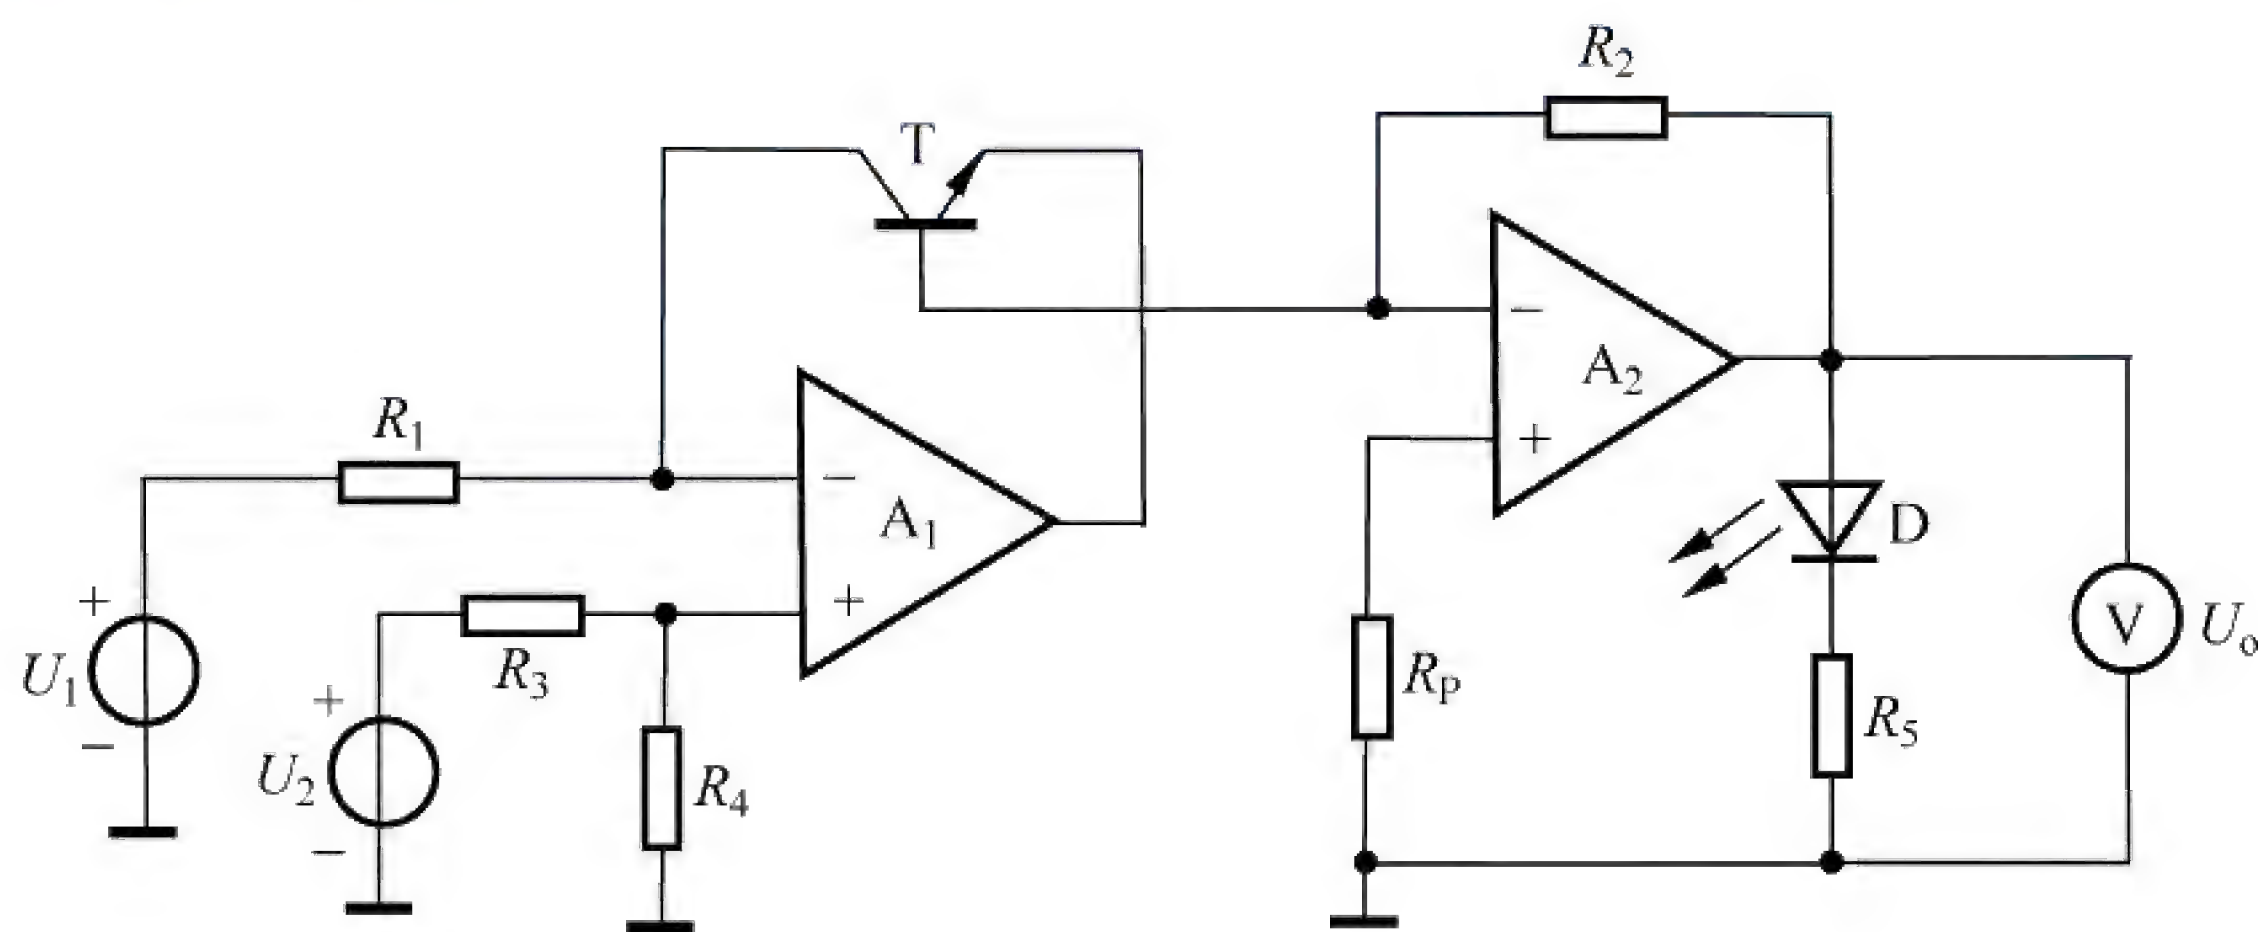 R₂
T
−
A₂
+
R₁
−
A₁
+
D
+
U₁
−
R₃
+
U₂
−
R₄
Rₚ
R₅
V
Uₒ